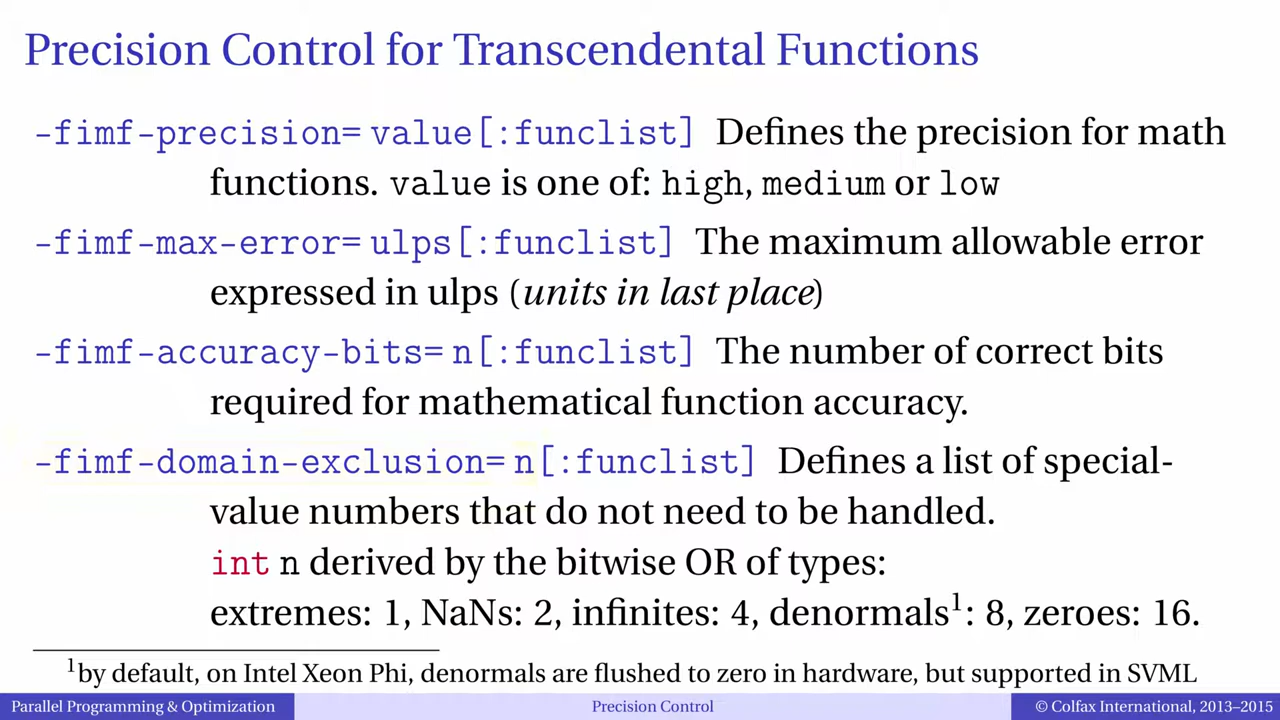 Precision Control for Transcendental Functions
-fimf-precision= value[:funclist] Defines the precision for math
functions. value is one of: high, medium or low
-fimf-max-error= ulps[:funclist] The maximum allowable error
expressed in ulps (units in last place)
-fimf-accuracy-bits= n[:funclist] The number of correct bits
required for mathematical function accuracy.
-fimf-domain-exclusion= n[:funclist] Defines a list of special-
value numbers that do not need to be handled.
int n derived by the bitwise OR of types:
extremes: 1, NaNs: 2, infinites: 4, denormals¹: 8, zeroes: 16.
¹by default, on Intel Xeon Phi, denormals are flushed to zero in hardware, but supported in SVML
Parallel Programming & Optimization Precision Control © Colfax International, 2013–2015